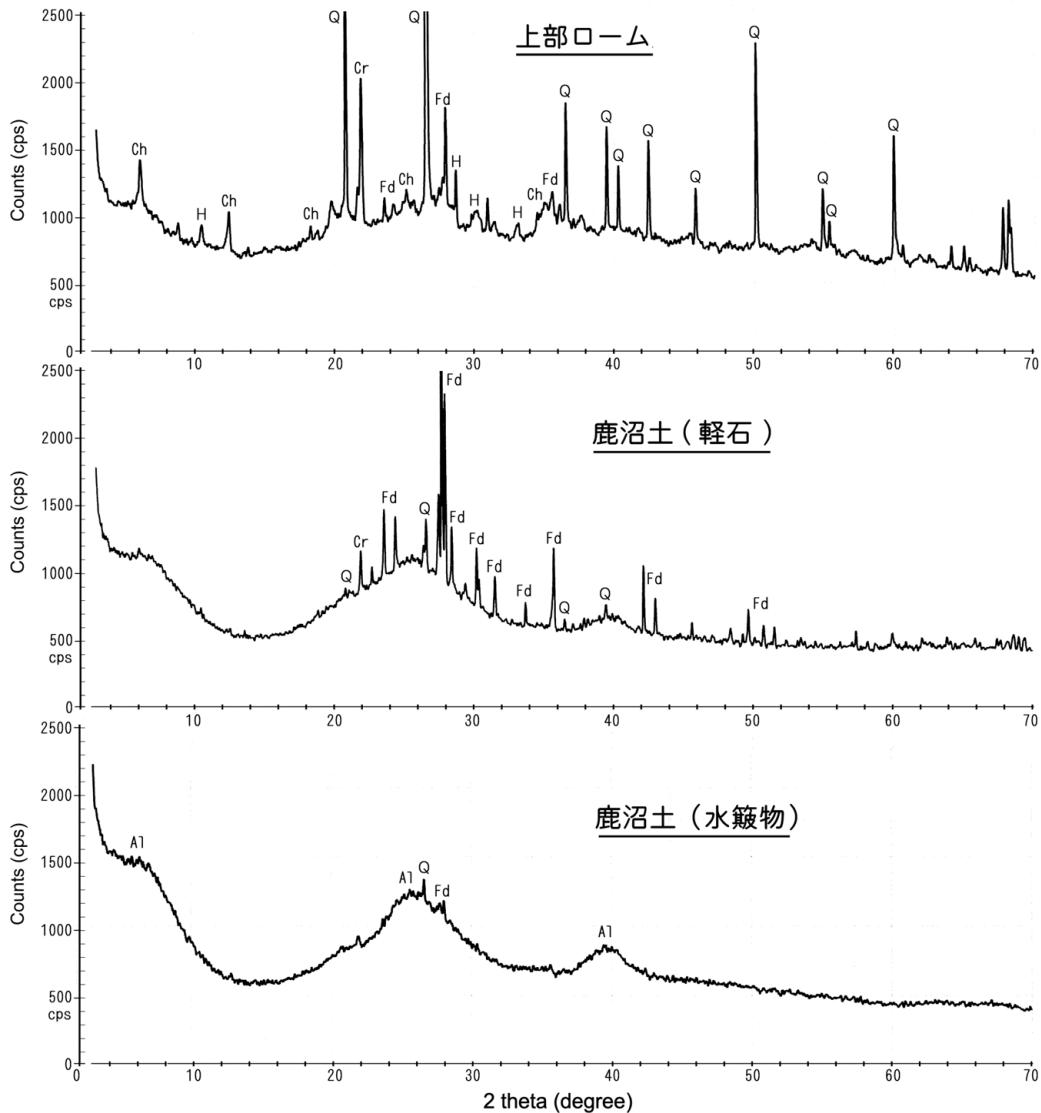 2500
2000
1500
1000
500
cps
0
Counts (cps)
上部ローム
Ch
H
Ch
Ch
Q
Cr
Fd
Ch
Q
Fd
H
H
H
Ch
Fd
Q
Q
Q
Q
Q
Q
Q
Q
Q
10 20 30 40 50 60 70
2500
2000
1500
1000
500
cps
0
Counts (cps)
鹿沼土(軽石)
Q
Cr
Fd
Q
Fd
Fd
Fd
Fd
Fd
Fd
Q
Q
Fd
Fd
10 20 30 40 50 60 70
2500
2000
1500
1000
500
cps
0
Counts (cps)
鹿沼土(水簸物)
Al
Al
Q
Fd
Al
0 10 20 30 40 50 60 70
2 theta (degree)